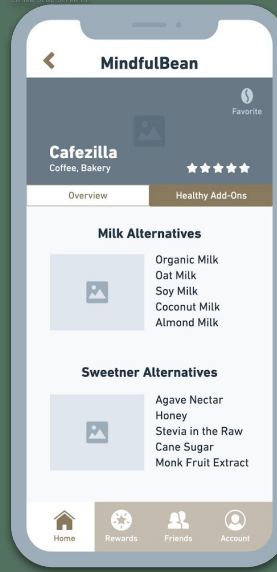 MindfulBean
Favorite
Cafezilla
Coffee, Bakery
Overview
Healthy Add-Ons
Milk Alternatives
Organic Milk
Oat Milk
Soy Milk
Coconut Milk
Almond Milk
Sweetner Alternatives
Agave Nectar
Honey
Stevia in the Raw
Cane Sugar
Monk Fruit Extract
Home
Rewards
Friends
Account